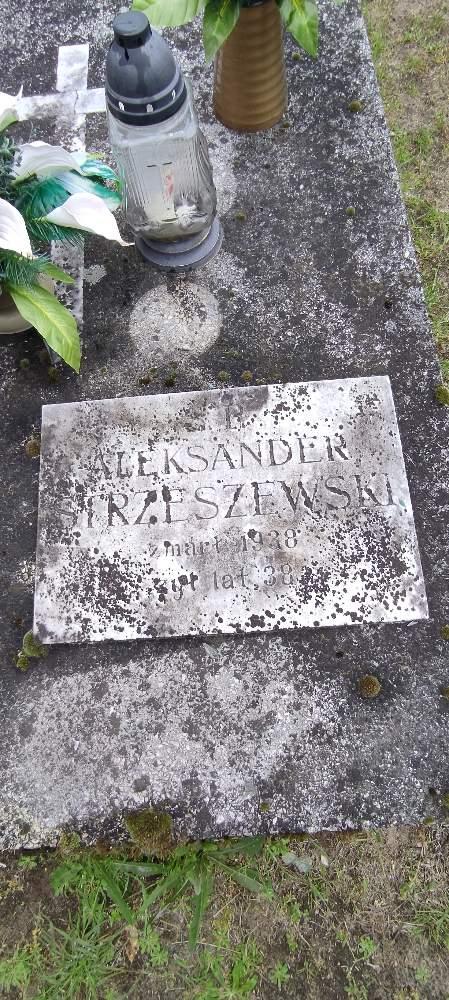 Ś P
ALEKSANDER
STRZESZEWSKI
zmarł 1938
żył lat 38